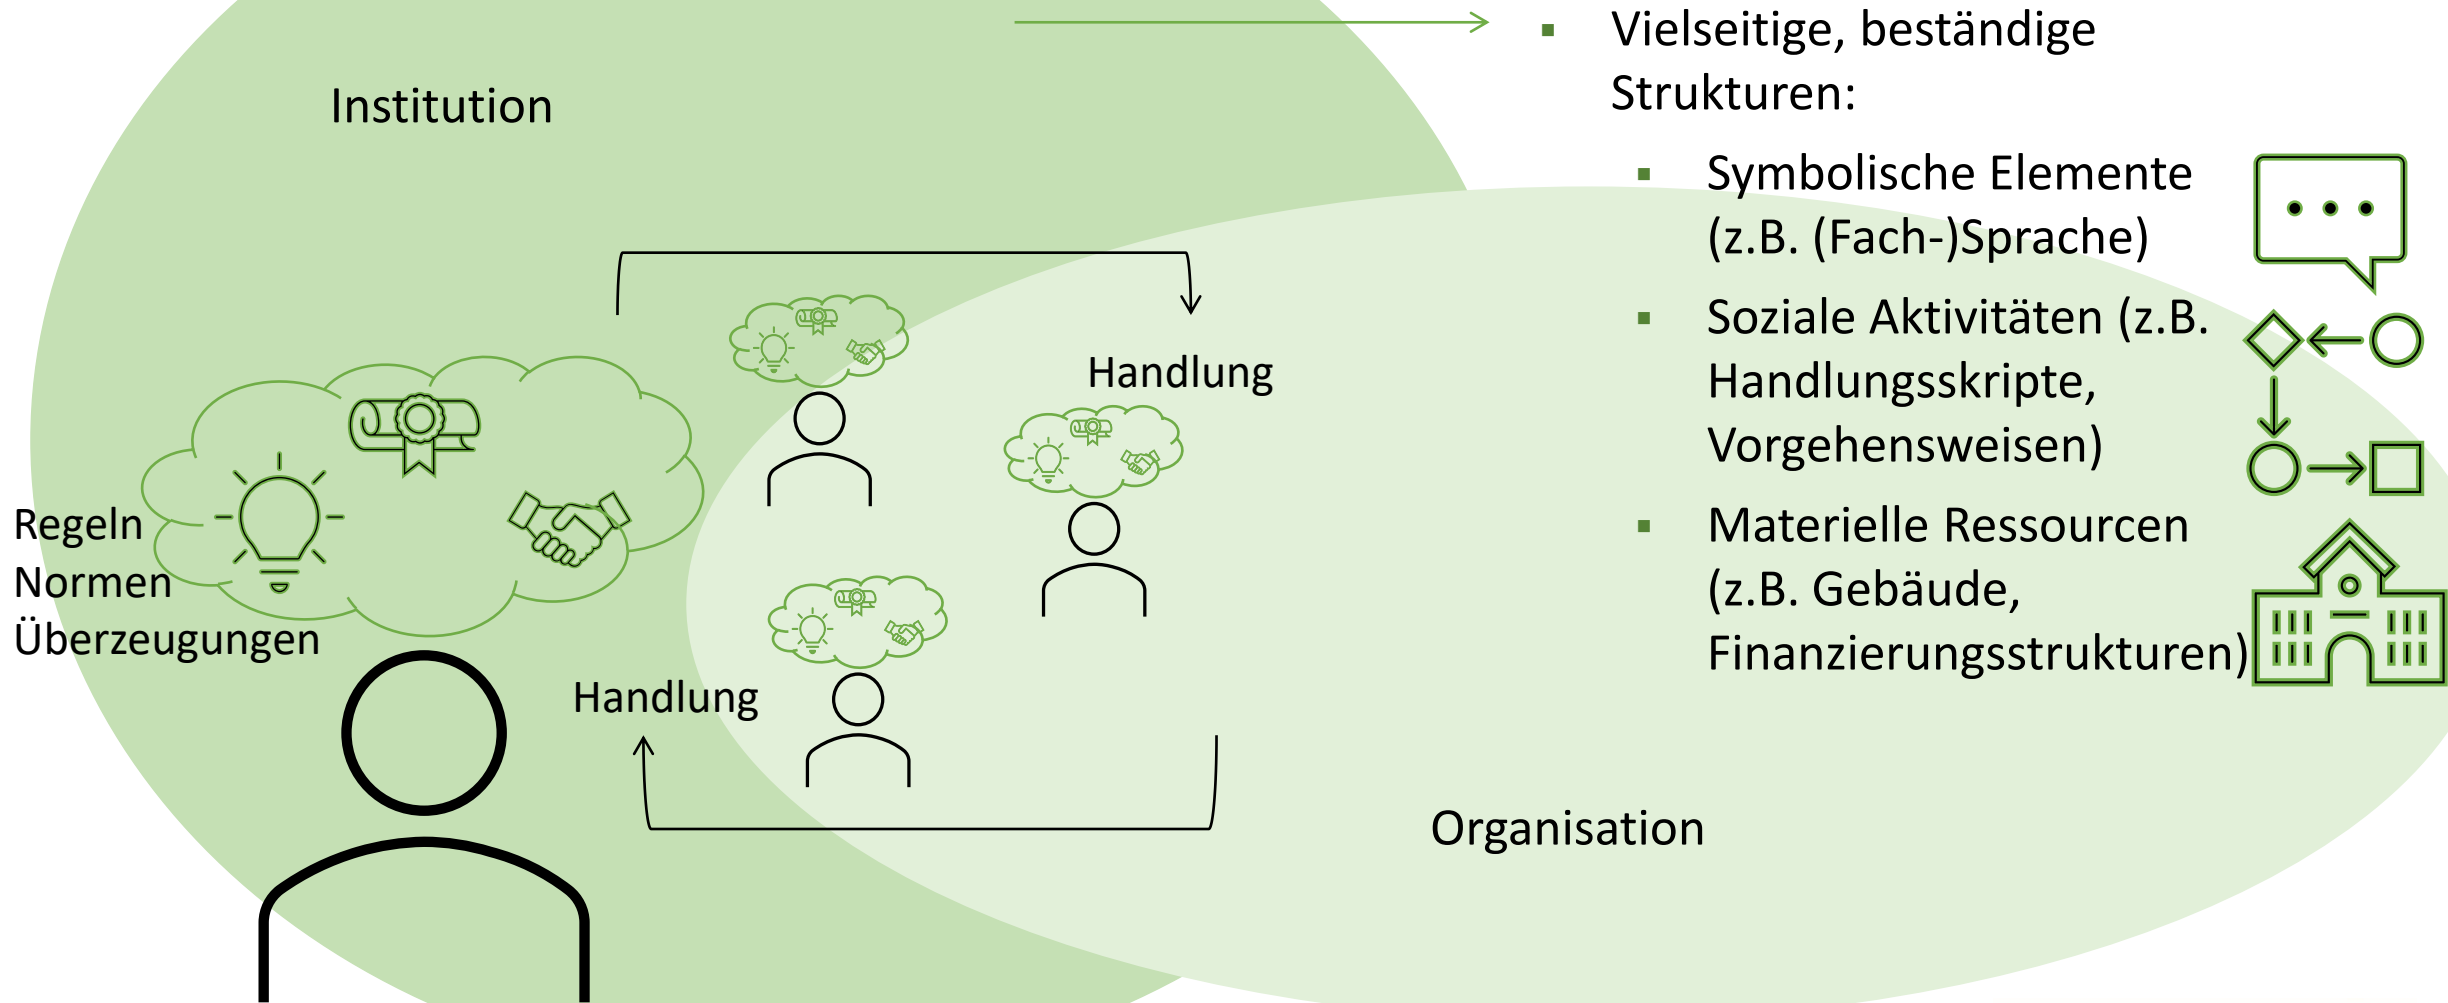 Institution
Regeln
Normen
Überzeugungen
Handlung
Handlung
Organisation
▪ Vielseitige, beständige
Strukturen:
▪ Symbolische Elemente
(z.B. (Fach-)Sprache)
▪ Soziale Aktivitäten (z.B.
Handlungsskripte,
Vorgehensweisen)
▪ Materielle Ressourcen
(z.B. Gebäude,
Finanzierungsstrukturen)